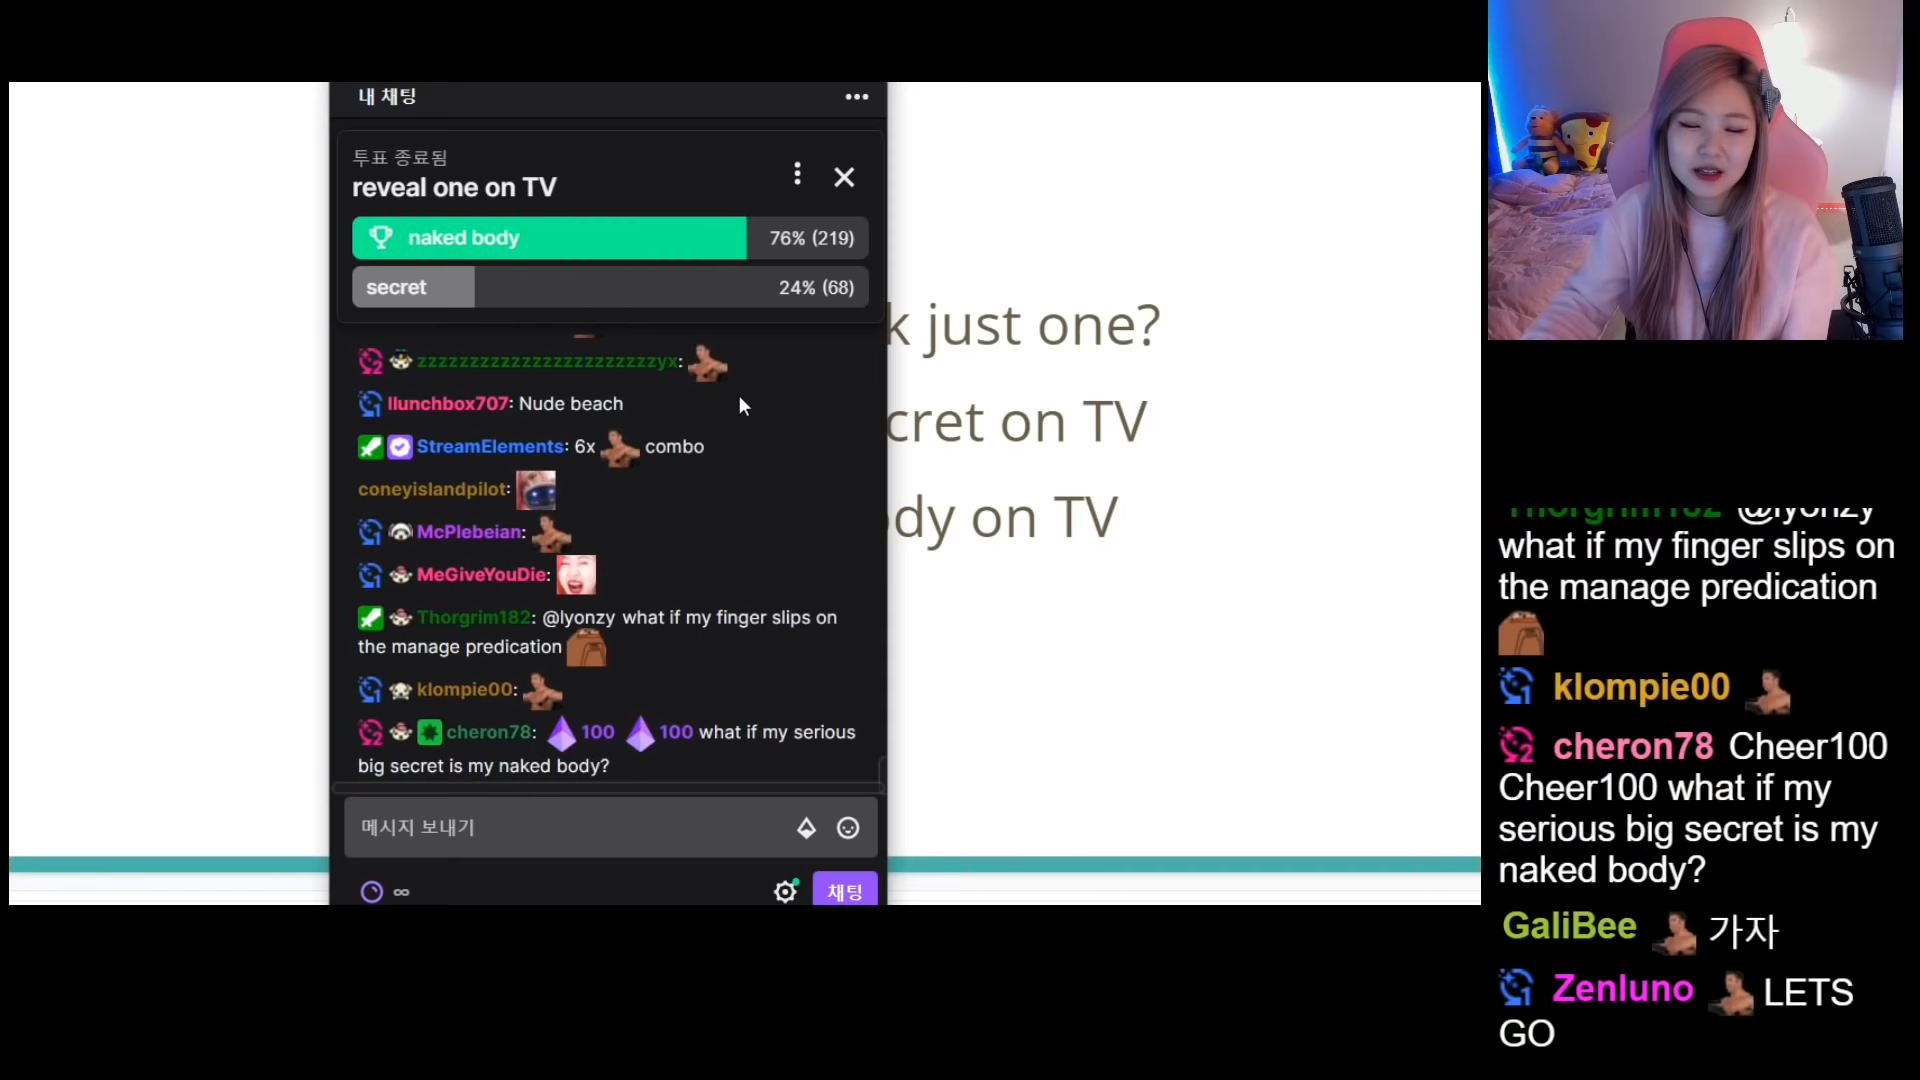 내 채팅
투표 종료됨
reveal one on TV
naked body 76% (219)
secret 24% (68)
zzzzzzzzzzzzzzzzzzzzzzzyx:
llunchbox707: Nude beach
StreamElements: 6x combo
coneyislandpilot:
McPlebeian:
MeGiveYouDie:
Thorgrim182: @lyonzy what if my finger slips on
the manage predication
klompie00:
cheron78: 100 100 what if my serious
big secret is my naked body?
메시지 보내기
∞
채팅
k just one?
cret on TV
ody on TV
Thorgrim182 @lyonzy
what if my finger slips on
the manage predication
klompie00
cheron78 Cheer100
Cheer100 what if my
serious big secret is my
naked body?
GaliBee 가자
Zenluno LETS
GO